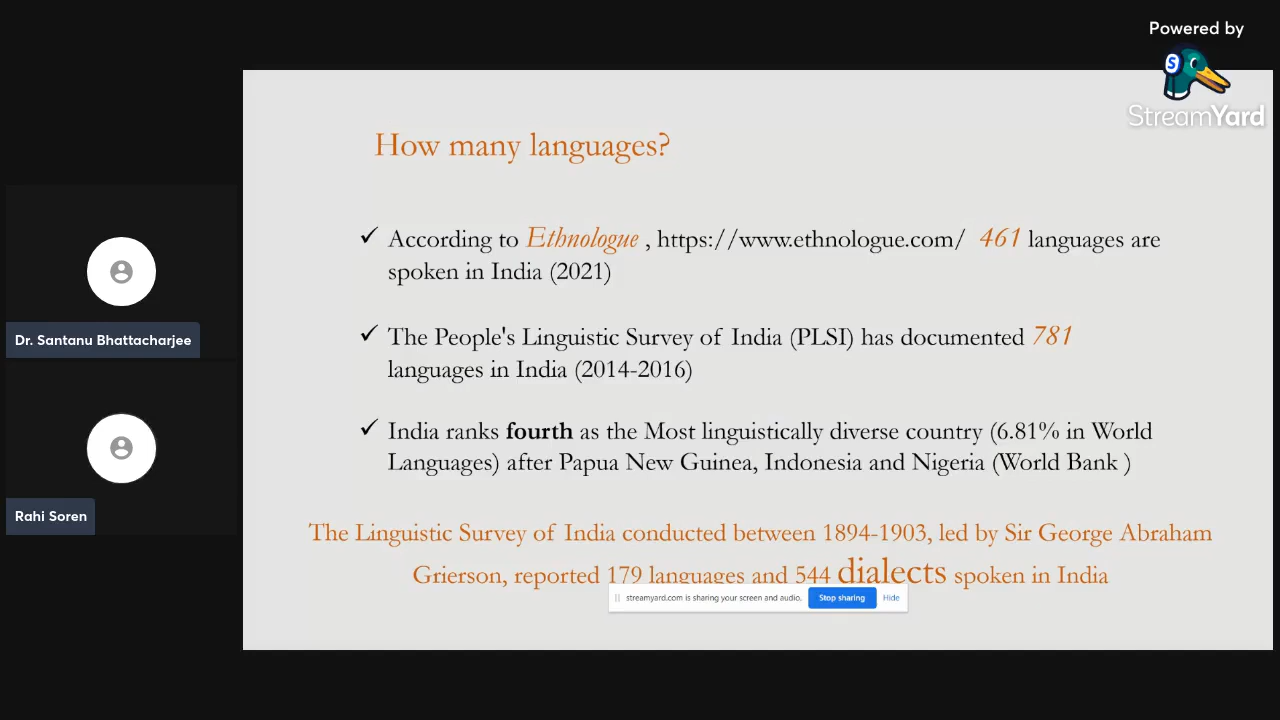 Powered by
StreamYard
How many languages?
✓ According to Ethnologue , https://www.ethnologue.com/ 461 languages are
spoken in India (2021)
✓ The People's Linguistic Survey of India (PLSI) has documented 781
languages in India (2014-2016)
✓ India ranks fourth as the Most linguistically diverse country (6.81% in World
Languages) after Papua New Guinea, Indonesia and Nigeria (World Bank )
The Linguistic Survey of India conducted between 1894-1903, led by Sir George Abraham
Grierson, reported 179 languages and 544 dialects spoken in India
streamyard.com is sharing your screen and audio. Stop sharing Hide
Dr. Santanu Bhattacharjee
Rahi Soren